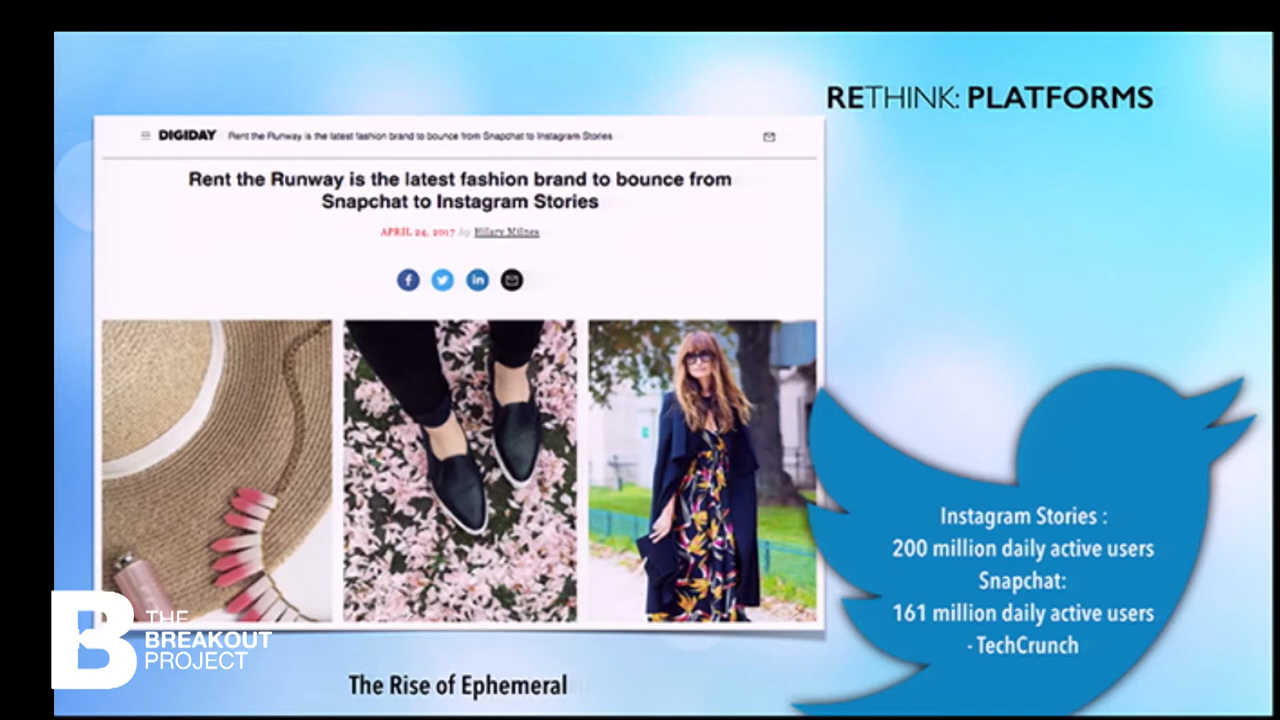 RETHINK: PLATFORMS
DIGIDAY Rent the Runway is the latest fashion brand to bounce from Snapchat to Instagram Stories
Rent the Runway is the latest fashion brand to bounce from
Snapchat to Instagram Stories
APRIL 24, 2017 by Hilary Milnes
f
in
Instagram Stories :
200 million daily active users
Snapchat:
161 million daily active users
- TechCrunch
B THE
BREAKOUT
PROJECT
The Rise of Ephemeral